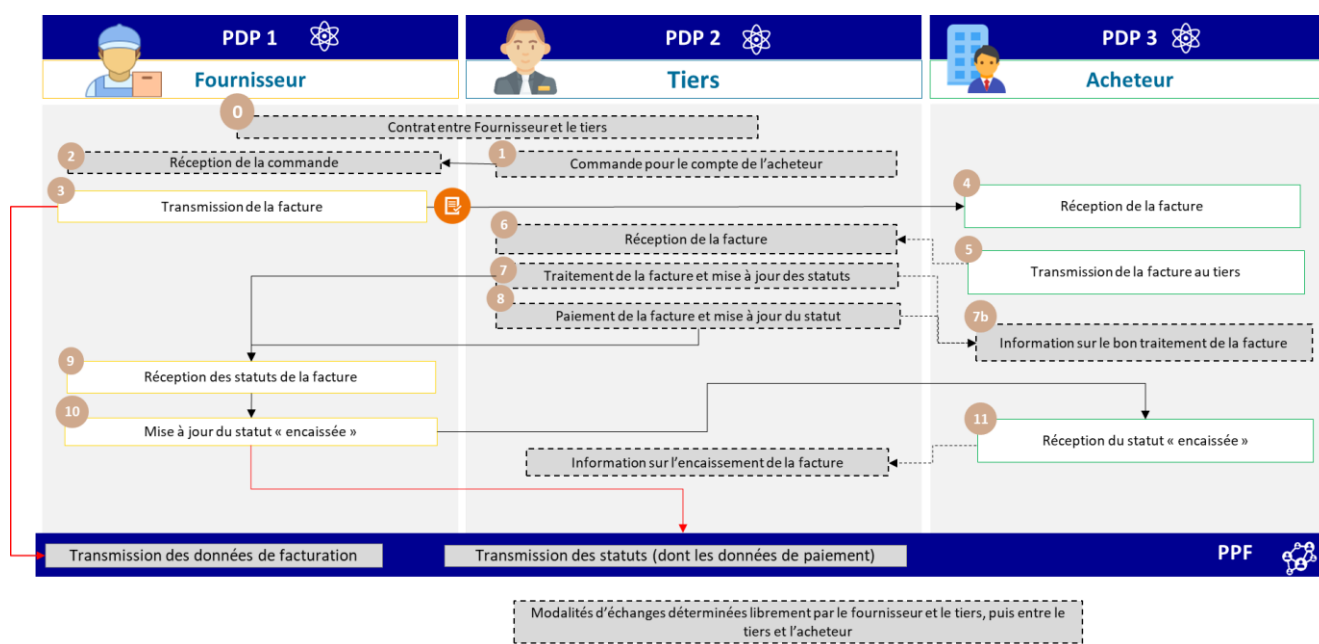 PDP 1
PDP 2
PDP 3
Fournisseur
Tiers
Acheteur
0
Contrat entre Fournisseur et le tiers
2
Réception de la commande
1
Commande pour le compte de l'acheteur
3
Transmission de la facture
4
Réception de la facture
6
Réception de la facture
5
Transmission de la facture au tiers
7
Traitement de la facture et mise à jour des statuts
8
Paiement de la facture et mise à jour du statut
7b
Information sur le bon traitement de la facture
9
Réception des statuts de la facture
10
Mise à jour du statut « encaissée »
11
Réception du statut « encaissée »
Information sur l'encaissement de la facture
Transmission des données de facturation
Transmission des statuts (dont les données de paiement)
PPF
Modalités d'échanges déterminées librement par le fournisseur et le tiers, puis entre le
tiers et l'acheteur